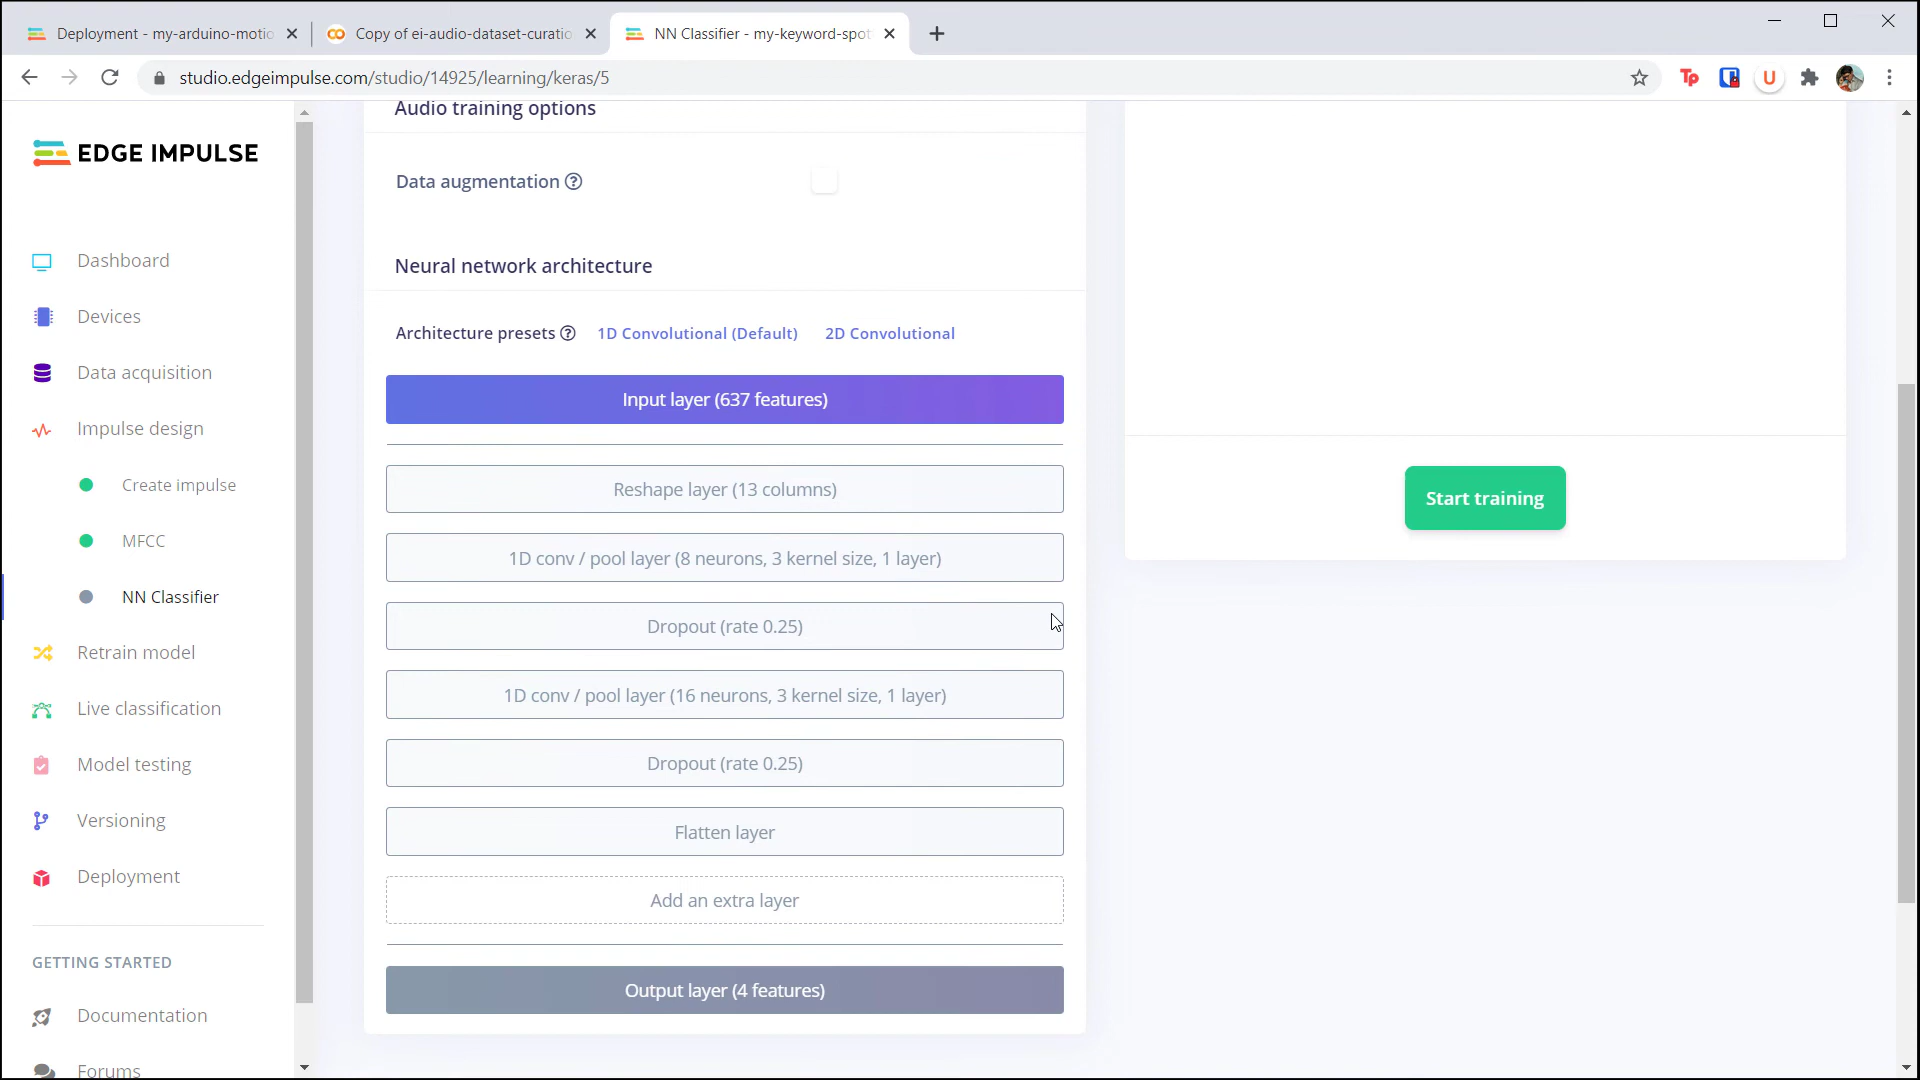 Deployment - my-arduino-motio
Copy of ei-audio-dataset-curatio
NN Classifier - my-keyword-spot
studio.edgeimpulse.com/studio/14925/learning/keras/5
Tp
U
EDGE IMPULSE
Dashboard
Devices
Data acquisition
Impulse design
Create impulse
MFCC
NN Classifier
Retrain model
Live classification
Model testing
Versioning
Deployment
GETTING STARTED
Documentation
Forums
Audio training options
Data augmentation ?
Neural network architecture
Architecture presets ? 1D Convolutional (Default) 2D Convolutional
Input layer (637 features)
Reshape layer (13 columns)
1D conv / pool layer (8 neurons, 3 kernel size, 1 layer)
Dropout (rate 0.25)
1D conv / pool layer (16 neurons, 3 kernel size, 1 layer)
Dropout (rate 0.25)
Flatten layer
Add an extra layer
Output layer (4 features)
Start training